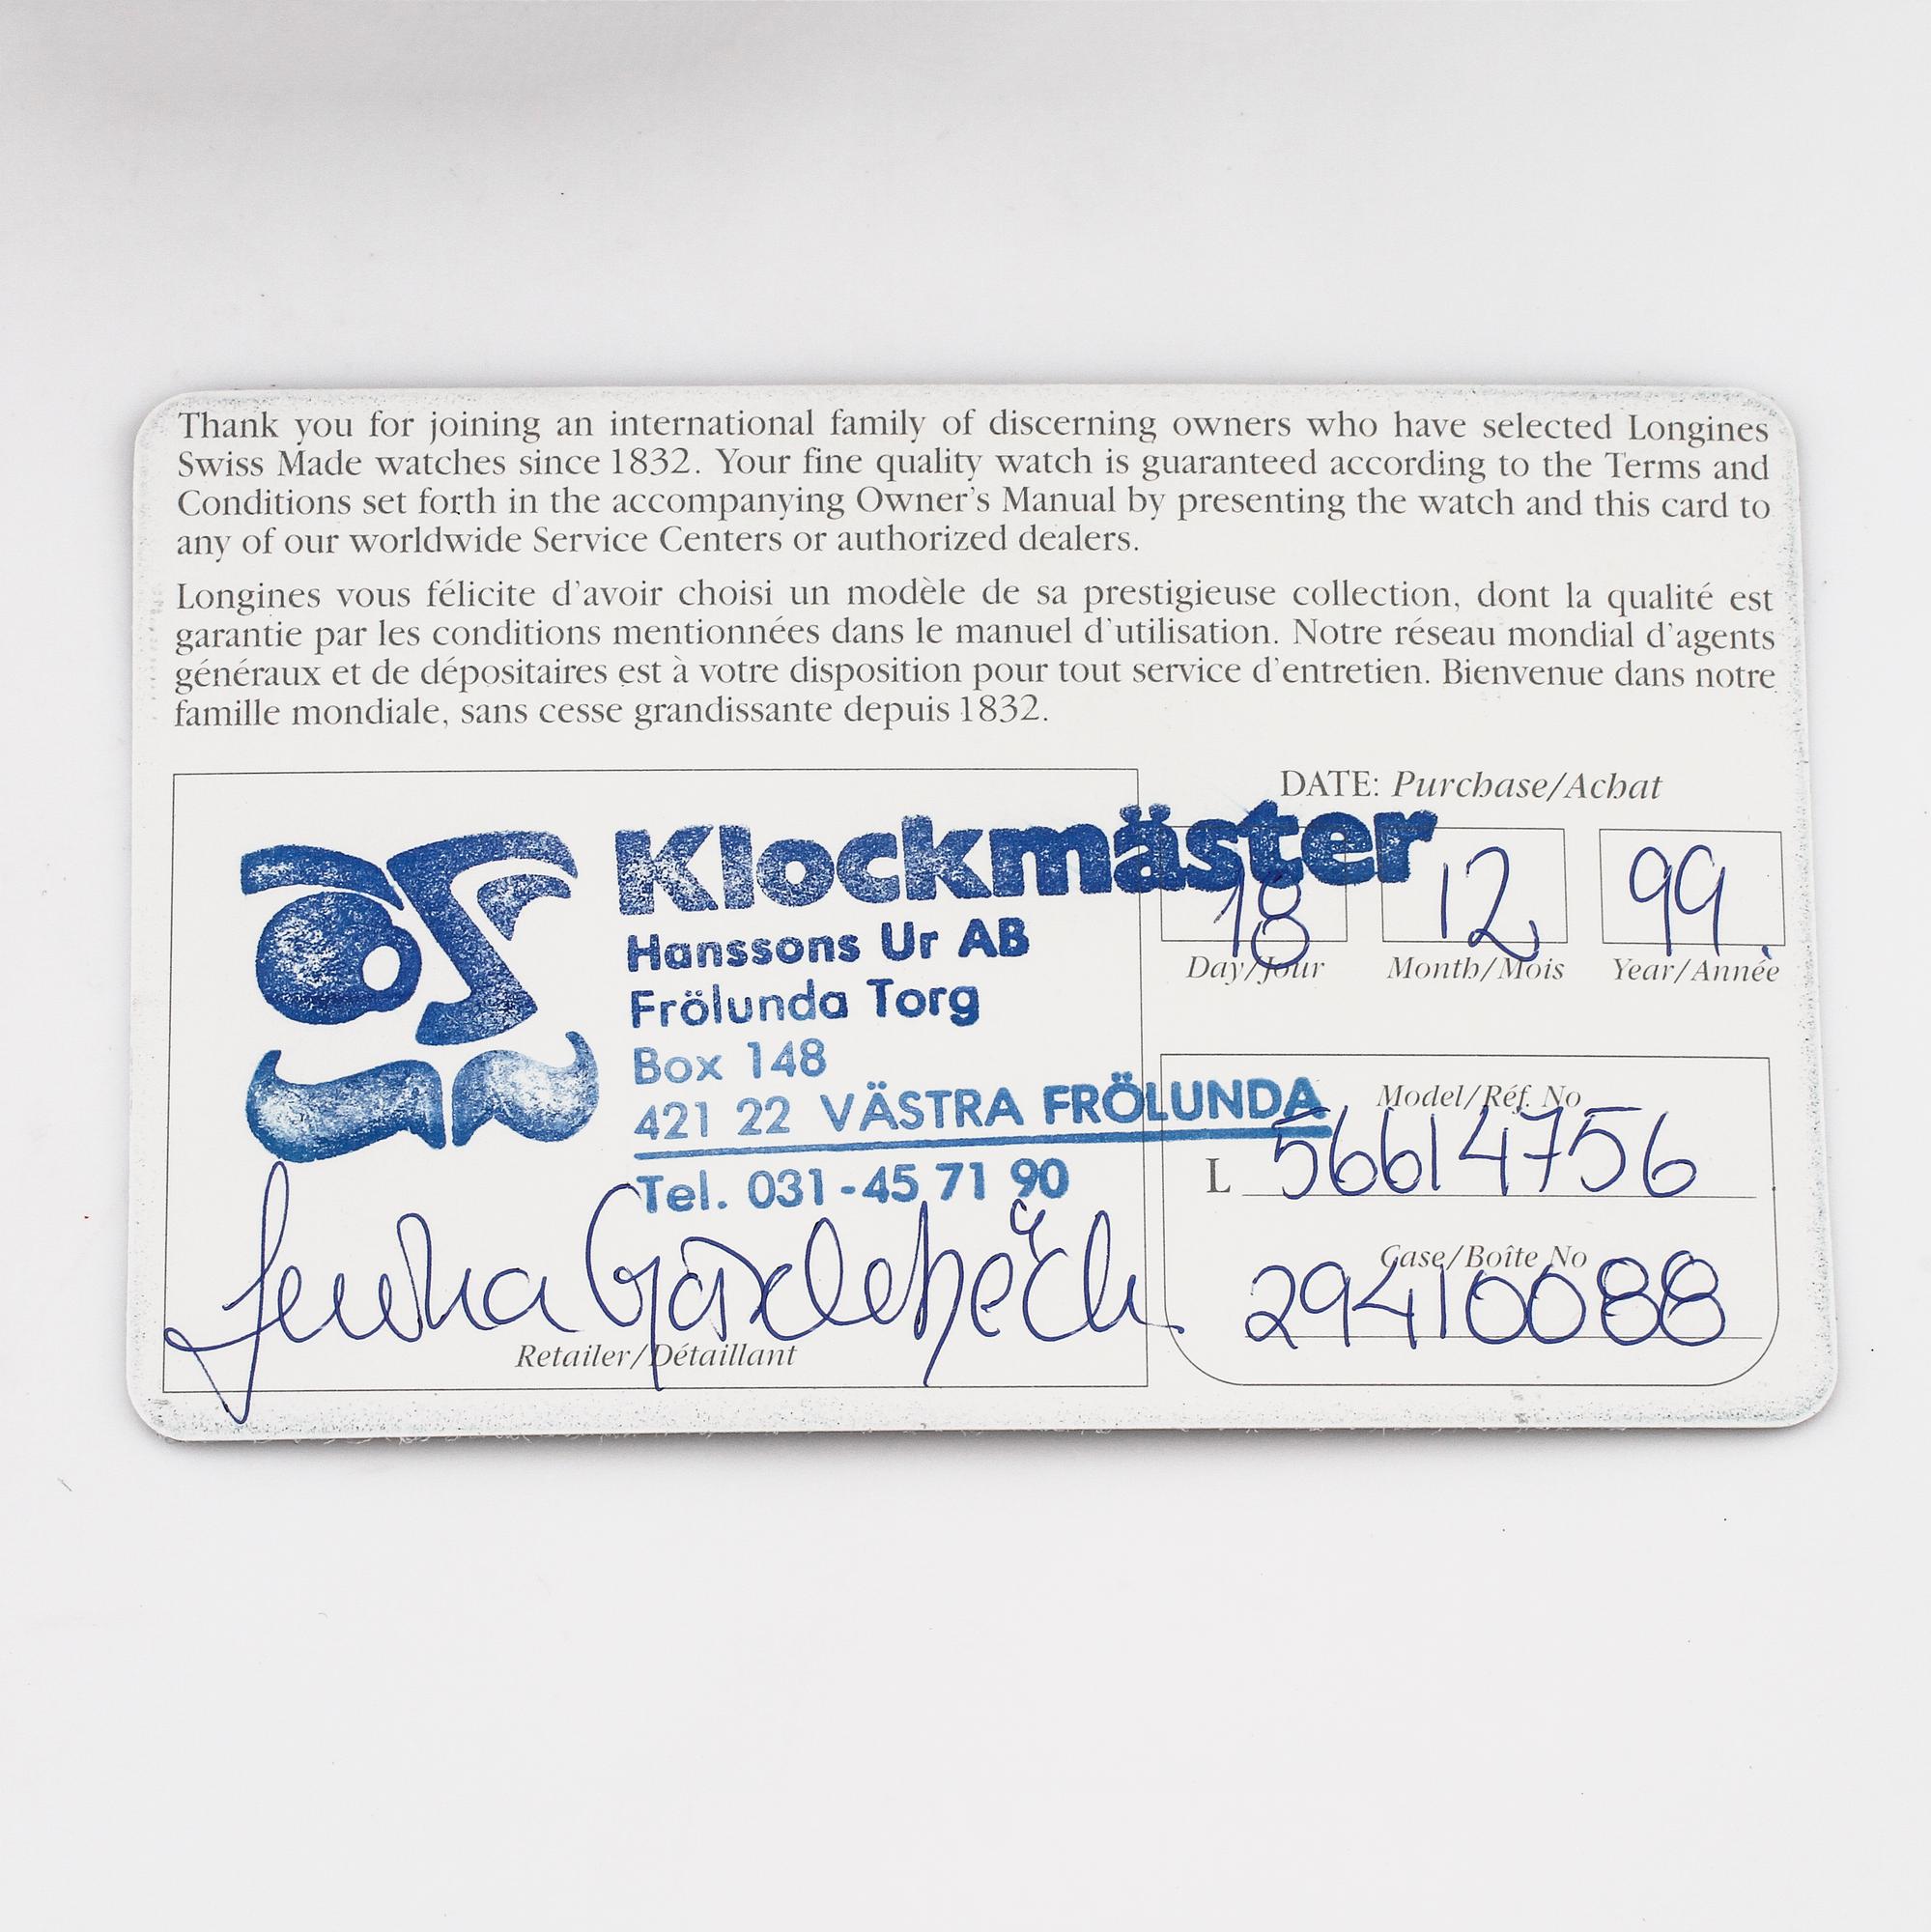 Thank you for joining an international family of discerning owners who have selected Longines
Swiss Made watches since 1832. Your fine quality watch is guaranteed according to the Terms and
Conditions set forth in the accompanying Owner's Manual by presenting the watch and this card to
any of our worldwide Service Centers or authorized dealers.
Longines vous félicite d'avoir choisi un modèle de sa prestigieuse collection, dont la qualité est
garantie par les conditions mentionnées dans le manuel d'utilisation. Notre réseau mondial d'agents
généraux et de dépositaires est à votre disposition pour tout service d'entretien. Bienvenue dans notre
famille mondiale, sans cesse grandissante depuis 1832.
Klockmäster
Hanssons Ur AB
Frölunda Torg
Box 148
421 22 VÄSTRA FRÖLUNDA
Tel. 031-45 71 90
Retailer/Détaillant
DATE: Purchase/Achat
18 12 99
Day/Jour Month/Mois Year/Année
Model/Réf. No
L 56614756
Case/Boîte No
29410088